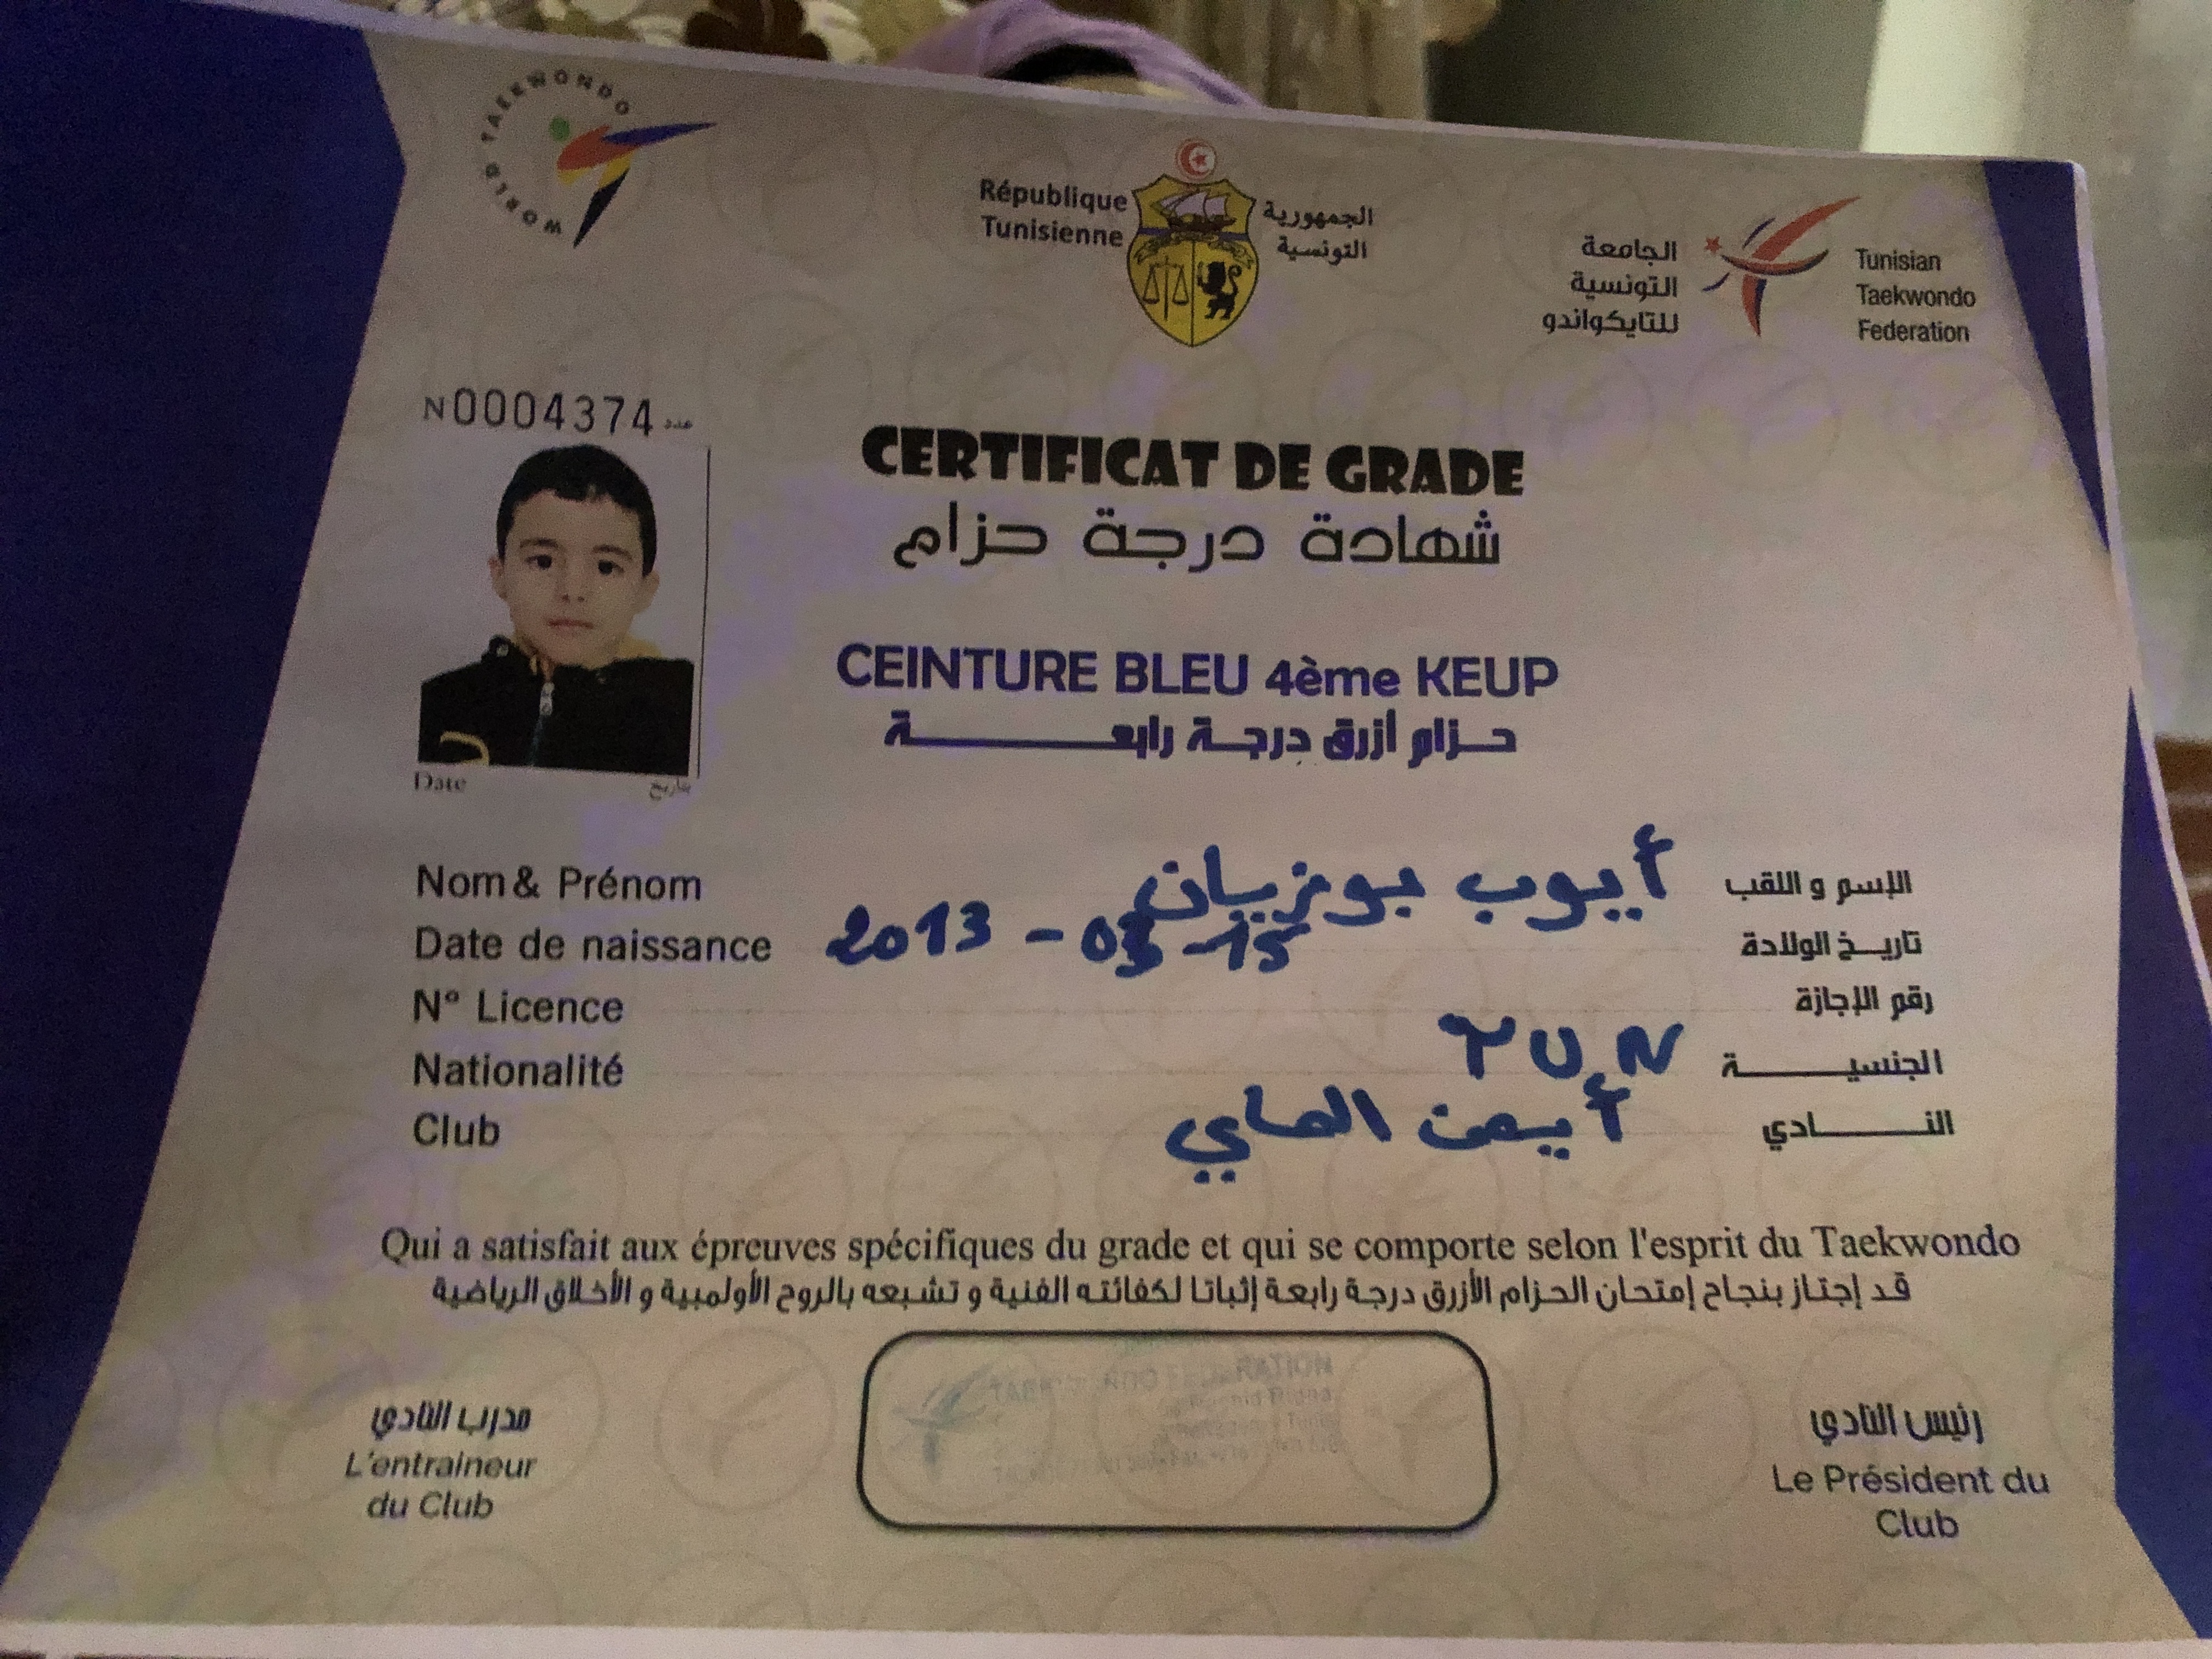 WORLD TAEKWONDO
République
Tunisienne
الجمهورية
التونسية
الجامعة
التونسية
للتايكواندو
Tunisian
Taekwondo
Federation
N0004374 عدد
CERTIFICAT DE GRADE
شهادة درجة حزام
CEINTURE BLEU 4ème KEUP
حزام أزرق درجة رابعة
Date تاريخ
Nom & Prénom أيوب بوزيان الإسم و اللقب
Date de naissance 2013 - 03 - 15 تاريخ الولادة
N° Licence رقم الإجازة
Nationalité TUN الجنسية
Club أيمن الماي النادي
Qui a satisfait aux épreuves spécifiques du grade et qui se comporte selon l'esprit du Taekwondo
قد إجتاز بنجاح إمتحان الحزام الأزرق درجة رابعة إثباتا لكفائته الفنية و تشبعه بالروح الأولمبية و الأخلاق الرياضية
مدرب النادي
L'entraineur
du Club
رئيس النادي
Le Président du
Club